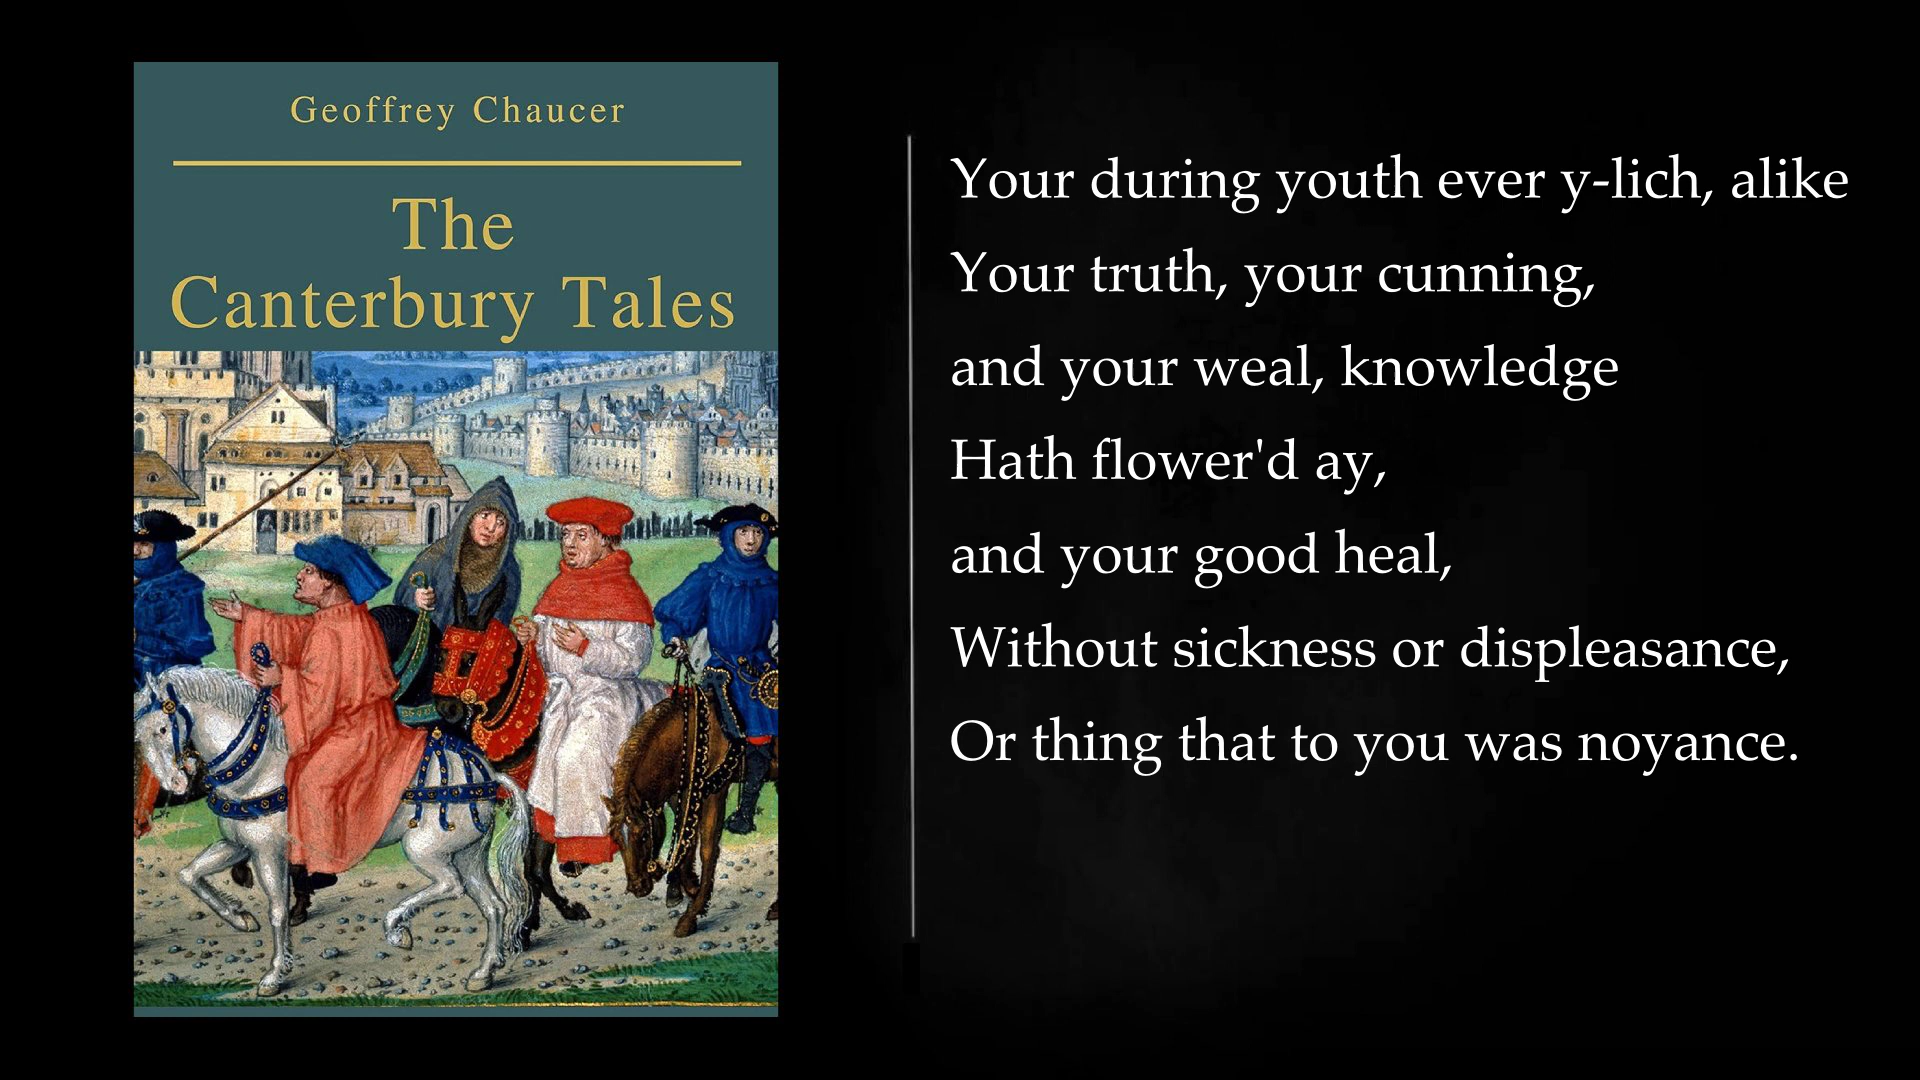 Geoffrey Chaucer
The
Canterbury Tales
Your during youth ever y-lich, alike
Your truth, your cunning,
and your weal, knowledge
Hath flower'd ay,
and your good heal,
Without sickness or displeasance,
Or thing that to you was noyance.